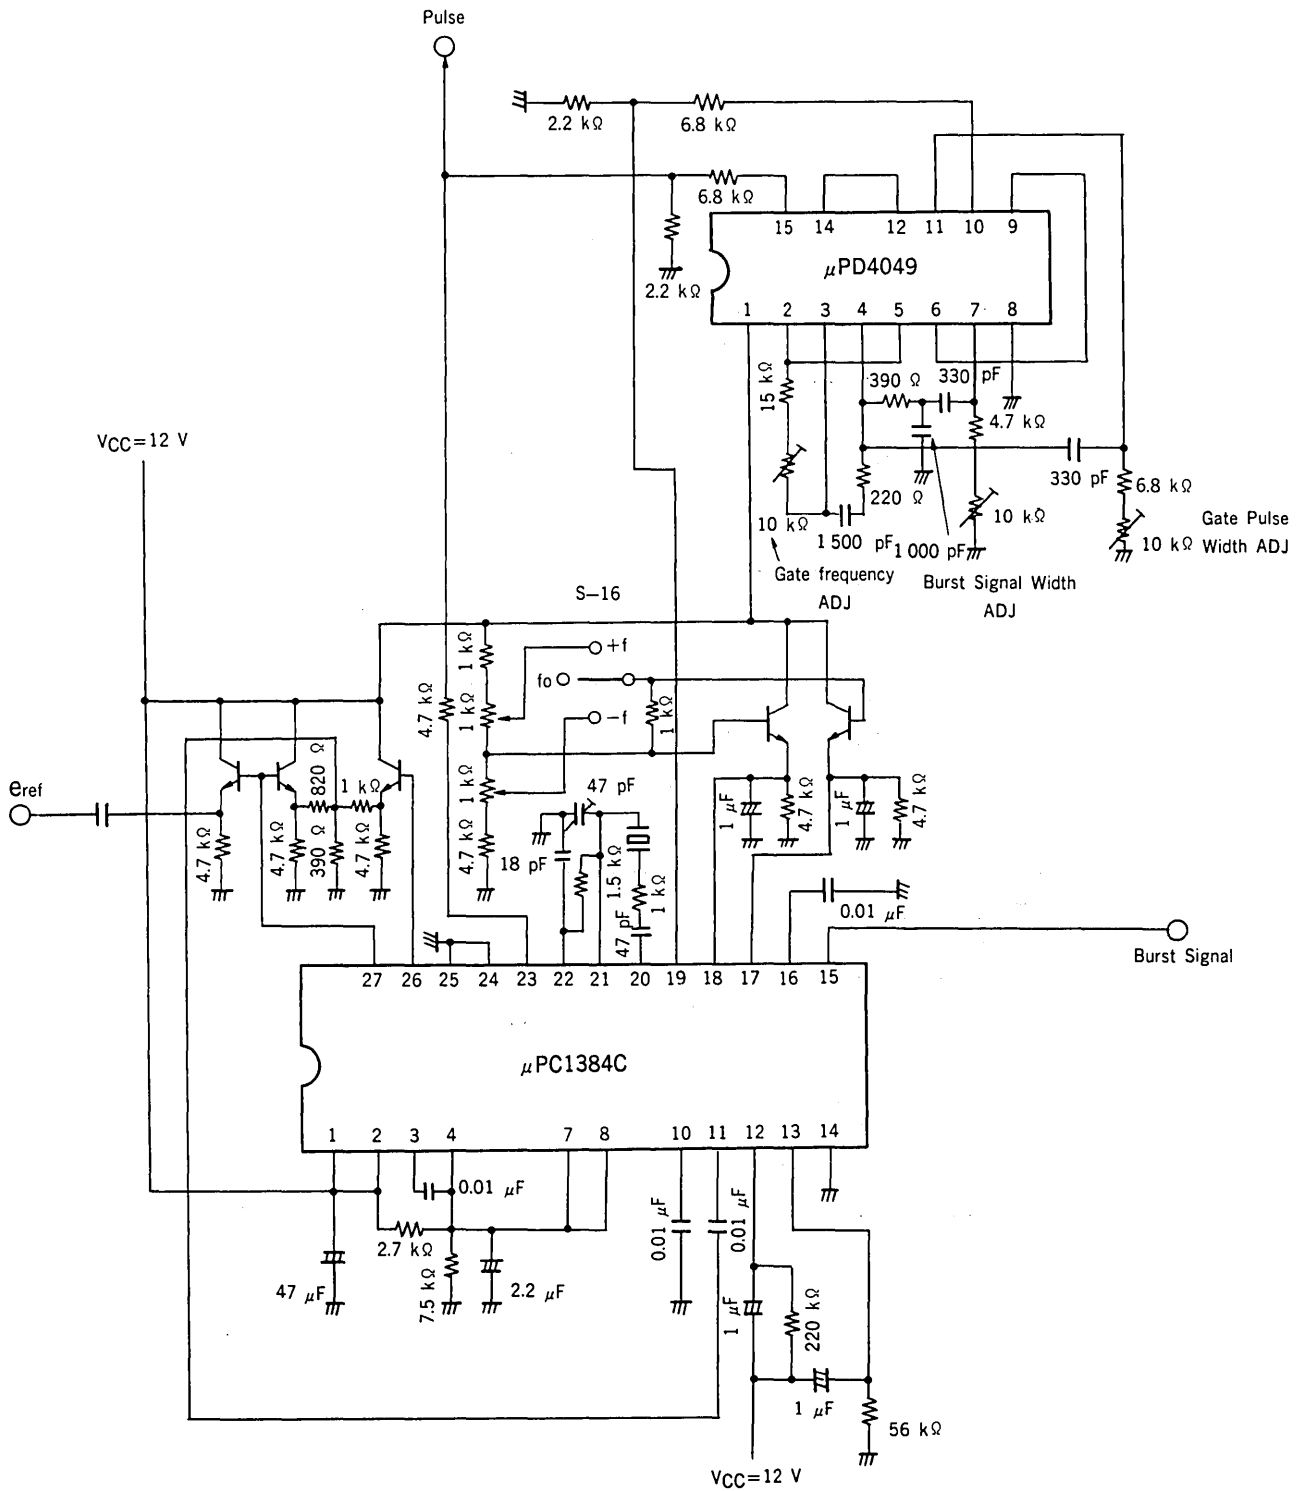 Pulse
2.2 kΩ
6.8 kΩ
6.8 kΩ
2.2 kΩ
15 14 12 11 10 9
μPD4049
1 2 3 4 5 6 7 8
15 kΩ
390 Ω
330 pF
4.7 kΩ
VCC=12 V
220 Ω
330 pF
6.8 kΩ
10 kΩ
10 kΩ
1 500 pF
1 000 pF
10 kΩ
Gate Pulse
Width ADJ
Gate frequency
ADJ
Burst Signal Width
ADJ
S–16
1 kΩ
+f
fo
–f
4.7 kΩ
1 kΩ
1 kΩ
820 Ω
1 kΩ
1 kΩ
47 pF
eref
4.7 kΩ
4.7 kΩ
390 Ω
4.7 kΩ
4.7 kΩ
18 pF
1.5 kΩ
1 kΩ
47 pF
1 μF
4.7 kΩ
1 μF
4.7 kΩ
0.01 μF
Burst Signal
27 26 25 24 23 22 21 20 19 18 17 16 15
μPC1384C
1 2 3 4 7 8 10 11 12 13 14
0.01 μF
2.7 kΩ
47 μF
7.5 kΩ
2.2 μF
0.01 μF
0.01 μF
1 μF
220 kΩ
1 μF
56 kΩ
VCC=12 V